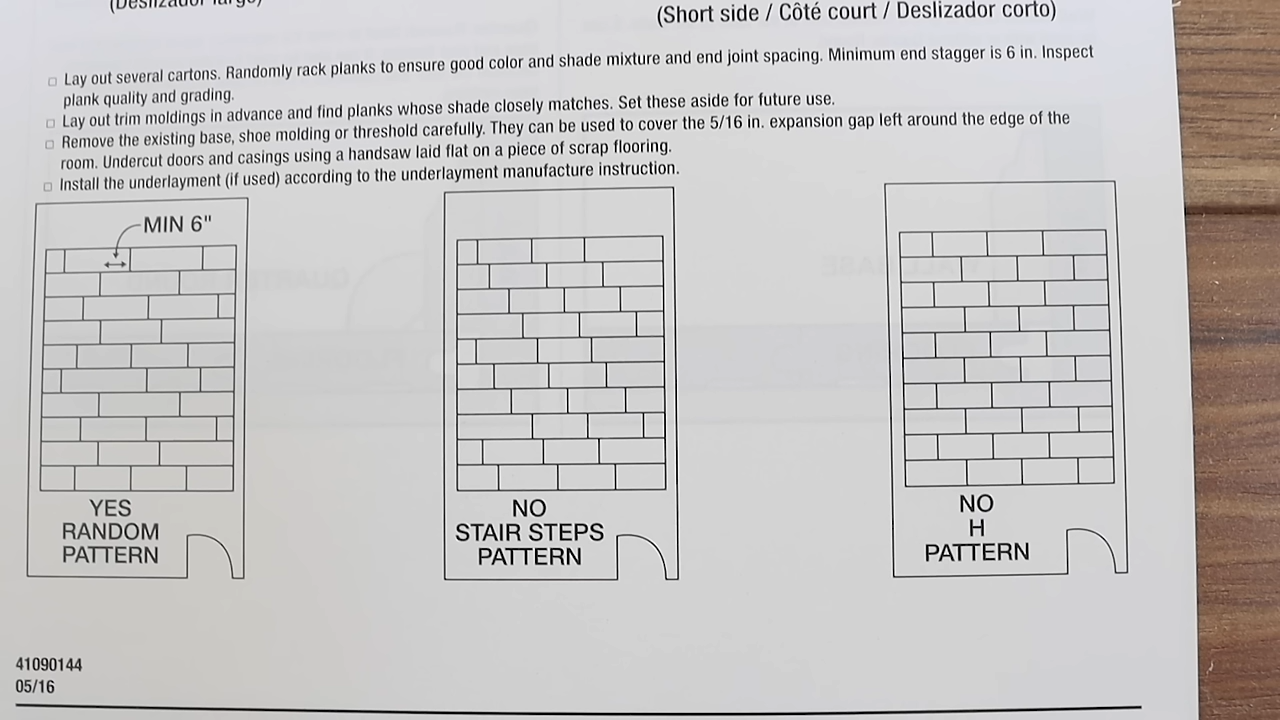 (Deslizador largo)
(Short side / Côté court / Deslizador corto)
□ Lay out several cartons. Randomly rack planks to ensure good color and shade mixture and end joint spacing. Minimum end stagger is 6 in. Inspect
plank quality and grading.
□ Lay out trim moldings in advance and find planks whose shade closely matches. Set these aside for future use.
□ Remove the existing base, shoe molding or threshold carefully. They can be used to cover the 5/16 in. expansion gap left around the edge of the
room. Undercut doors and casings using a handsaw laid flat on a piece of scrap flooring.
□ Install the underlayment (if used) according to the underlayment manufacture instruction.
MIN 6"
YES
RANDOM
PATTERN
NO
STAIR STEPS
PATTERN
NO
H
PATTERN
41090144
05/16